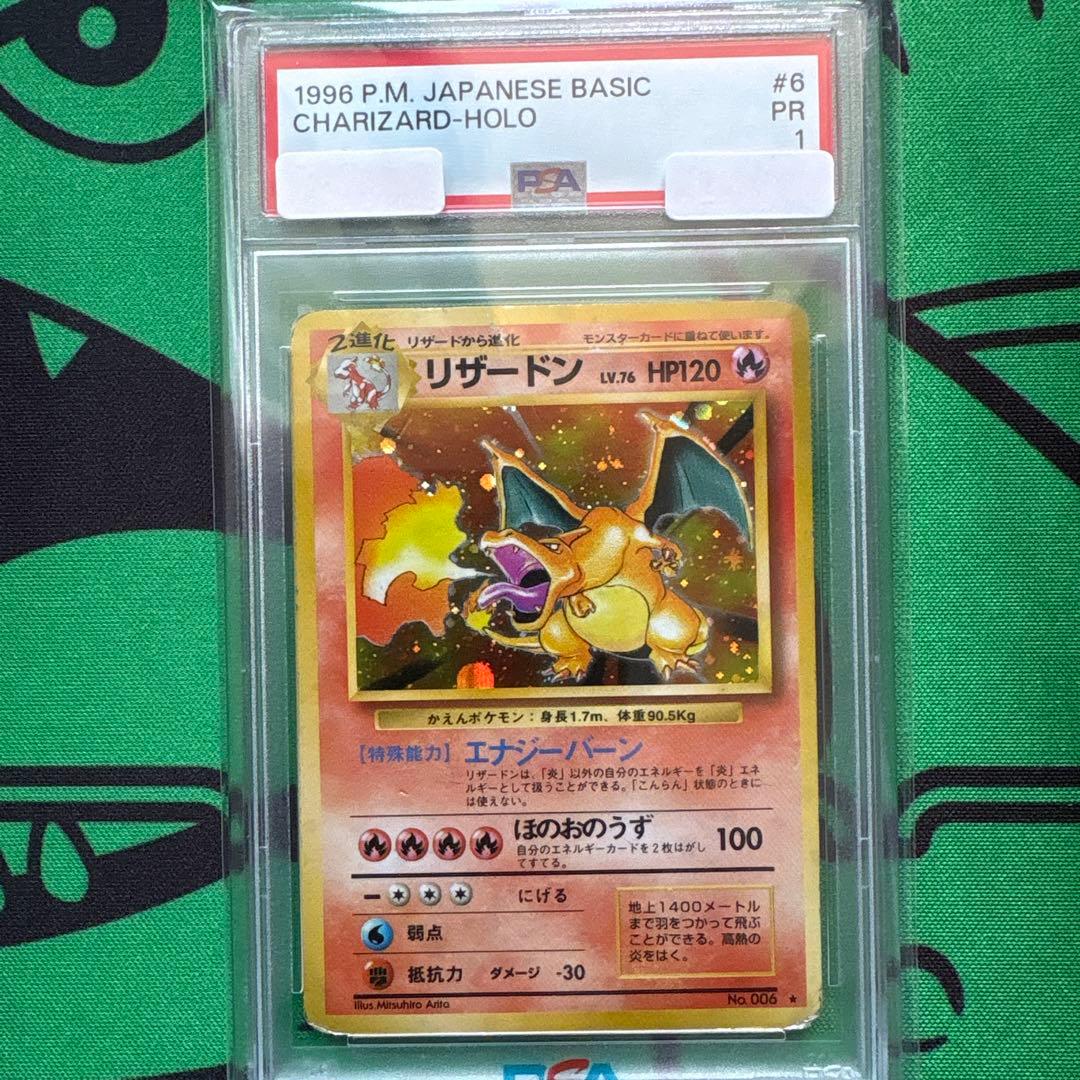 1996 P.M. JAPANESE BASIC #6
CHARIZARD-HOLO PR
1
PSA
2進化 リザードから進化 モンスターカードに重ねて使います。
リザードン LV.76 HP120
かえんポケモン：身長1.7m、体重90.5Kg
【特殊能力】エナジーバーン
リザードンは、「炎」以外の自分のエネルギーを「炎」エネ
ルギーとして扱うことができる。「こんらん」状態のときに
は使えない。
ほのおのうず 100
自分のエネルギーカードを2枚はがし
てすてる。
ー にげる
弱点
抵抗力 ダメージ -30
地上1400メートル
まで羽をつかって飛ぶ
ことができる。高熱の
炎をはく。
Illus.Mitsuhiro Arita No.006 ★
PSA